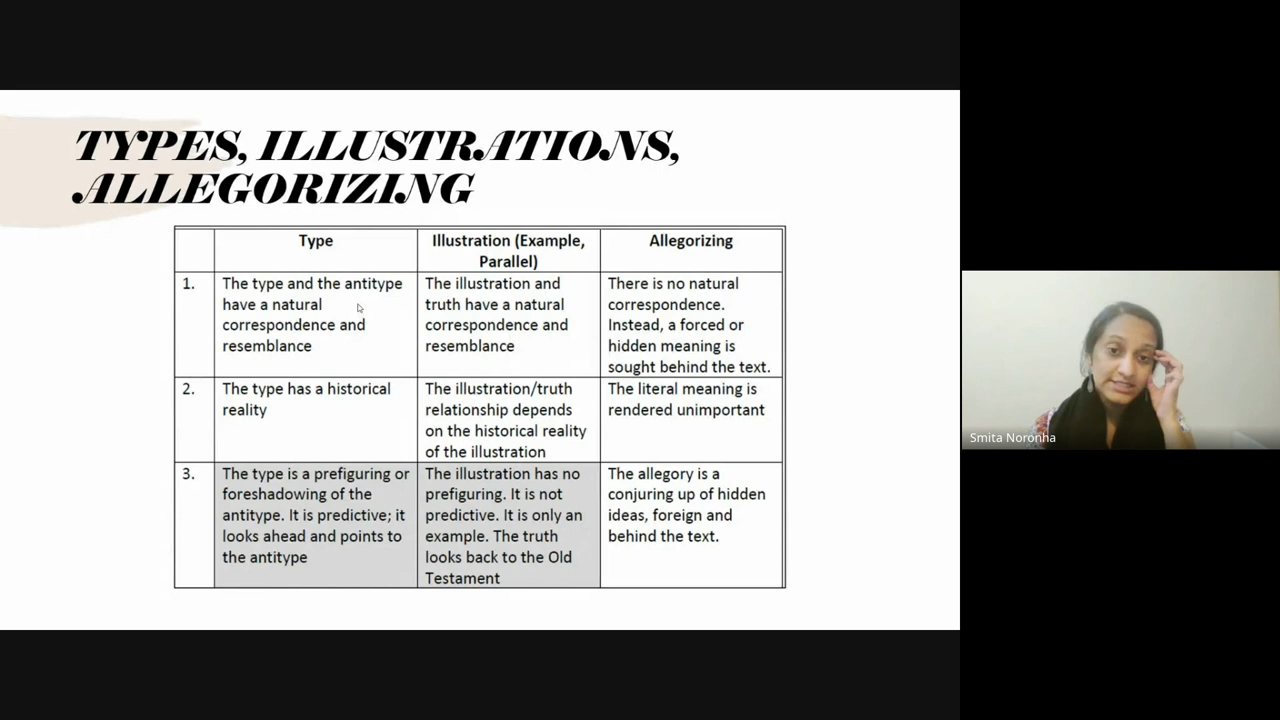 TYPES, ILLUSTRATIONS,
ALLEGORIZING
Type
Illustration (Example,
Parallel)
Allegorizing
1.
The type and the antitype
have a natural
correspondence and
resemblance
The illustration and
truth have a natural
correspondence and
resemblance
There is no natural
correspondence.
Instead, a forced or
hidden meaning is
sought behind the text.
2.
The type has a historical
reality
The illustration/truth
relationship depends
on the historical reality
of the illustration
The literal meaning is
rendered unimportant
3.
The type is a prefiguring or
foreshadowing of the
antitype. It is predictive; it
looks ahead and points to
the antitype
The illustration has no
prefiguring. It is not
predictive. It is only an
example. The truth
looks back to the Old
Testament
The allegory is a
conjuring up of hidden
ideas, foreign and
behind the text.
Smita Noronha